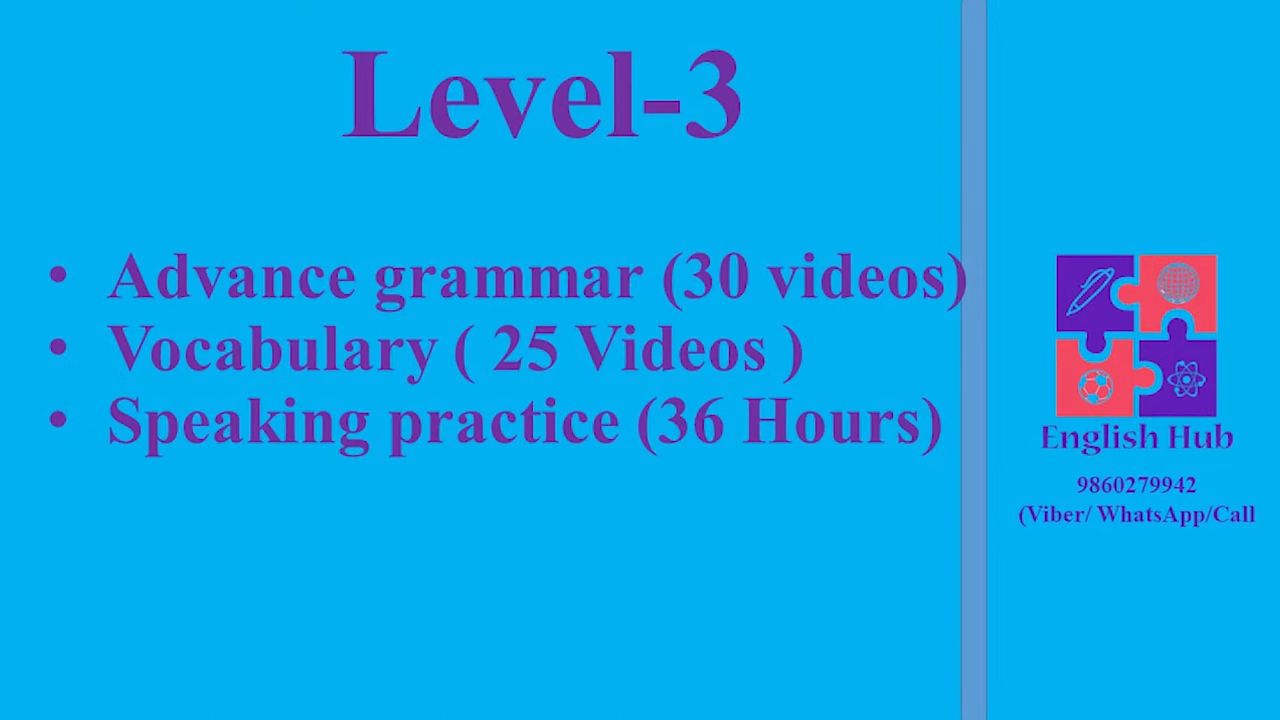 Level-3
• Advance grammar (30 videos)
• Vocabulary ( 25 Videos )
• Speaking practice (36 Hours)
English Hub
9860279942
(Viber/ WhatsApp/Call